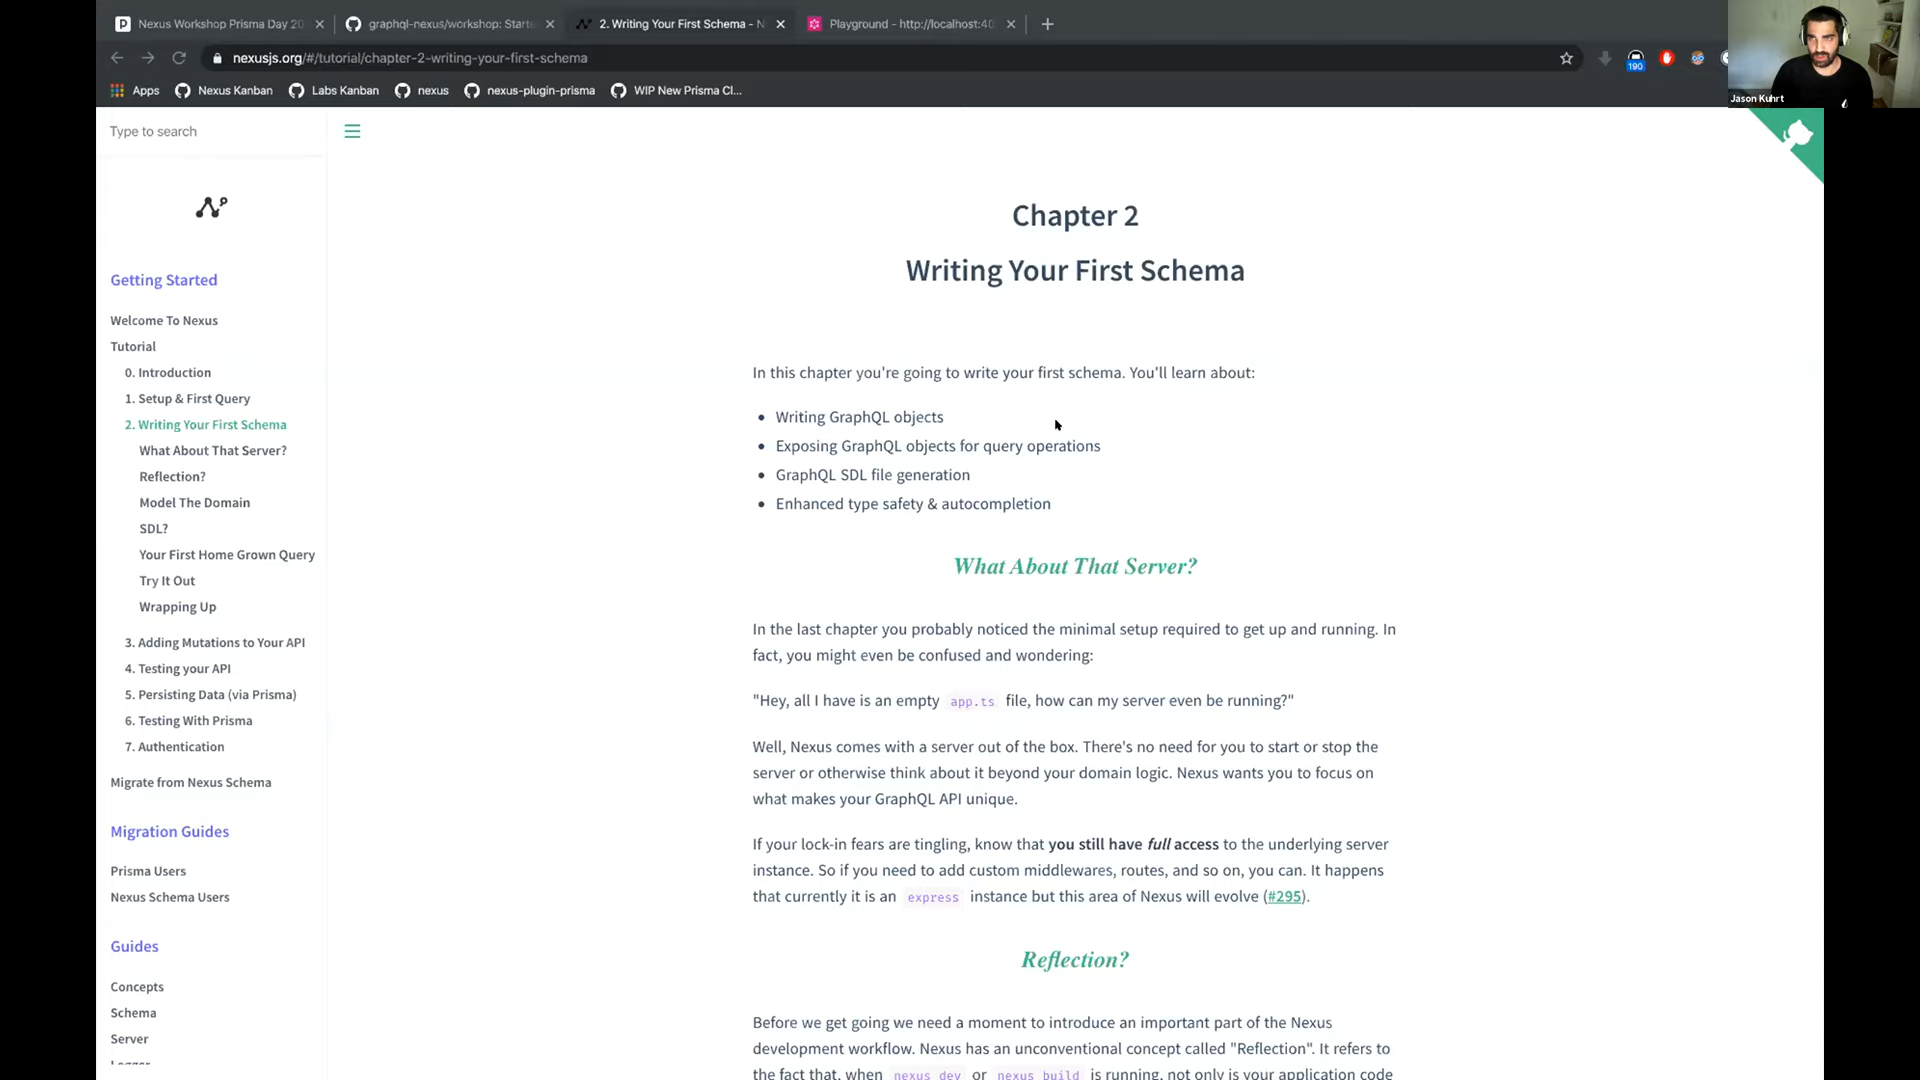 Nexus Workshop Prisma Day 20
graphql-nexus/workshop: Starte
2. Writing Your First Schema - N
Playground - http://localhost:40
nexusjs.org/#/tutorial/chapter-2-writing-your-first-schema
190
Apps
Nexus Kanban
Labs Kanban
nexus
nexus-plugin-prisma
WIP New Prisma Cl...
Jason Kuhrt
Type to search
Getting Started
Welcome To Nexus
Tutorial
0. Introduction
1. Setup & First Query
2. Writing Your First Schema
What About That Server?
Reflection?
Model The Domain
SDL?
Your First Home Grown Query
Try It Out
Wrapping Up
3. Adding Mutations to Your API
4. Testing your API
5. Persisting Data (via Prisma)
6. Testing With Prisma
7. Authentication
Migrate from Nexus Schema
Migration Guides
Prisma Users
Nexus Schema Users
Guides
Concepts
Schema
Server
Logger
Chapter 2
Writing Your First Schema
In this chapter you're going to write your first schema. You'll learn about:
• Writing GraphQL objects
• Exposing GraphQL objects for query operations
• GraphQL SDL file generation
• Enhanced type safety & autocompletion
What About That Server?
In the last chapter you probably noticed the minimal setup required to get up and running. In
fact, you might even be confused and wondering:
"Hey, all I have is an empty app.ts file, how can my server even be running?"
Well, Nexus comes with a server out of the box. There's no need for you to start or stop the
server or otherwise think about it beyond your domain logic. Nexus wants you to focus on
what makes your GraphQL API unique.
If your lock-in fears are tingling, know that you still have full access to the underlying server
instance. So if you need to add custom middlewares, routes, and so on, you can. It happens
that currently it is an express instance but this area of Nexus will evolve (#295).
Reflection?
Before we get going we need a moment to introduce an important part of the Nexus
development workflow. Nexus has an unconventional concept called "Reflection". It refers to
the fact that, when nexus dev or nexus build is running, not only is your application code